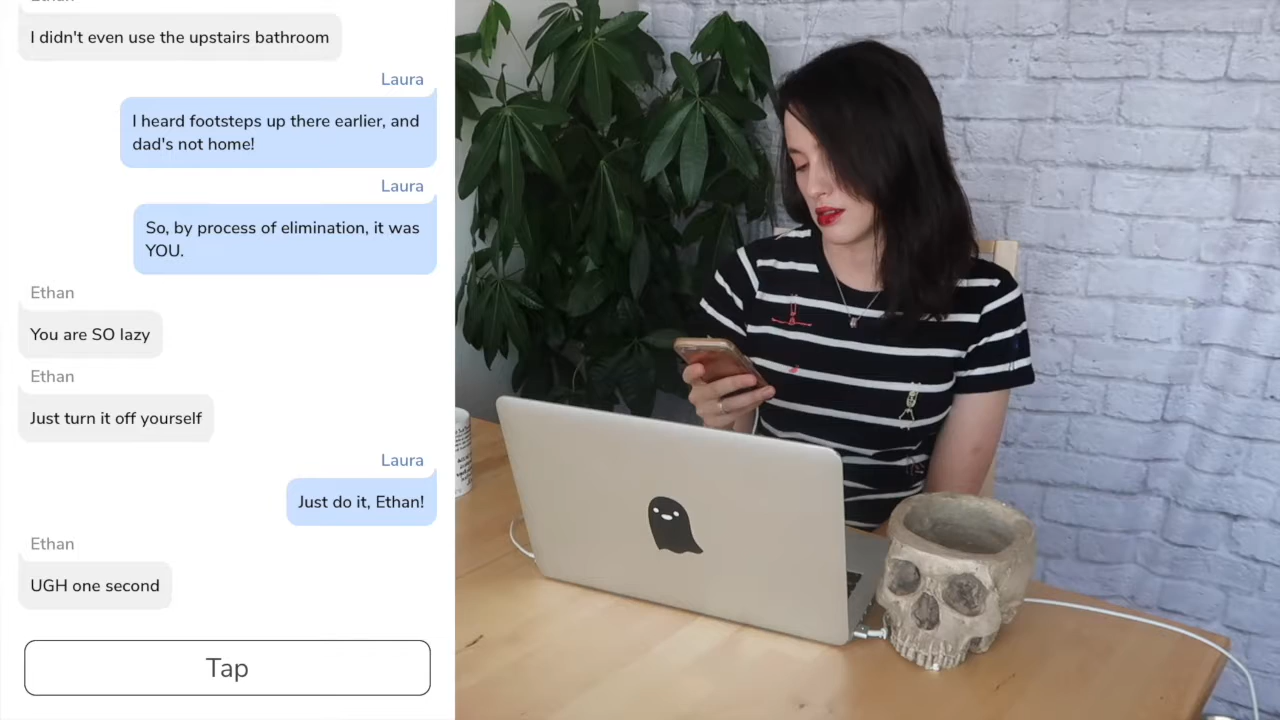 I didn't even use the upstairs bathroom
Laura
I heard footsteps up there earlier, and
dad's not home!
Laura
So, by process of elimination, it was
YOU.
Ethan
You are SO lazy
Ethan
Just turn it off yourself
Laura
Just do it, Ethan!
Ethan
UGH one second
Tap